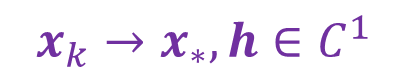 𝒙ₖ → 𝒙₊, 𝒉 ∈ C¹